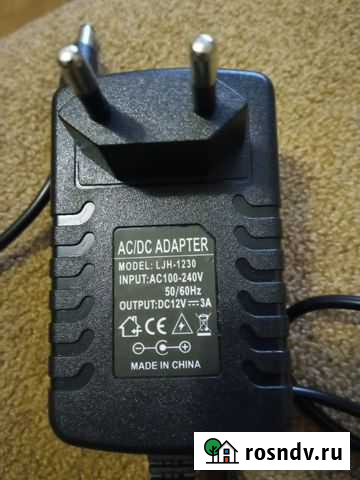 AC/DC ADAPTER
MODEL: LJH-1230
INPUT:AC100-240V
50/60Hz
OUTPUT:DC12V⎓3A
CE
MADE IN CHINA
rosndv.ru